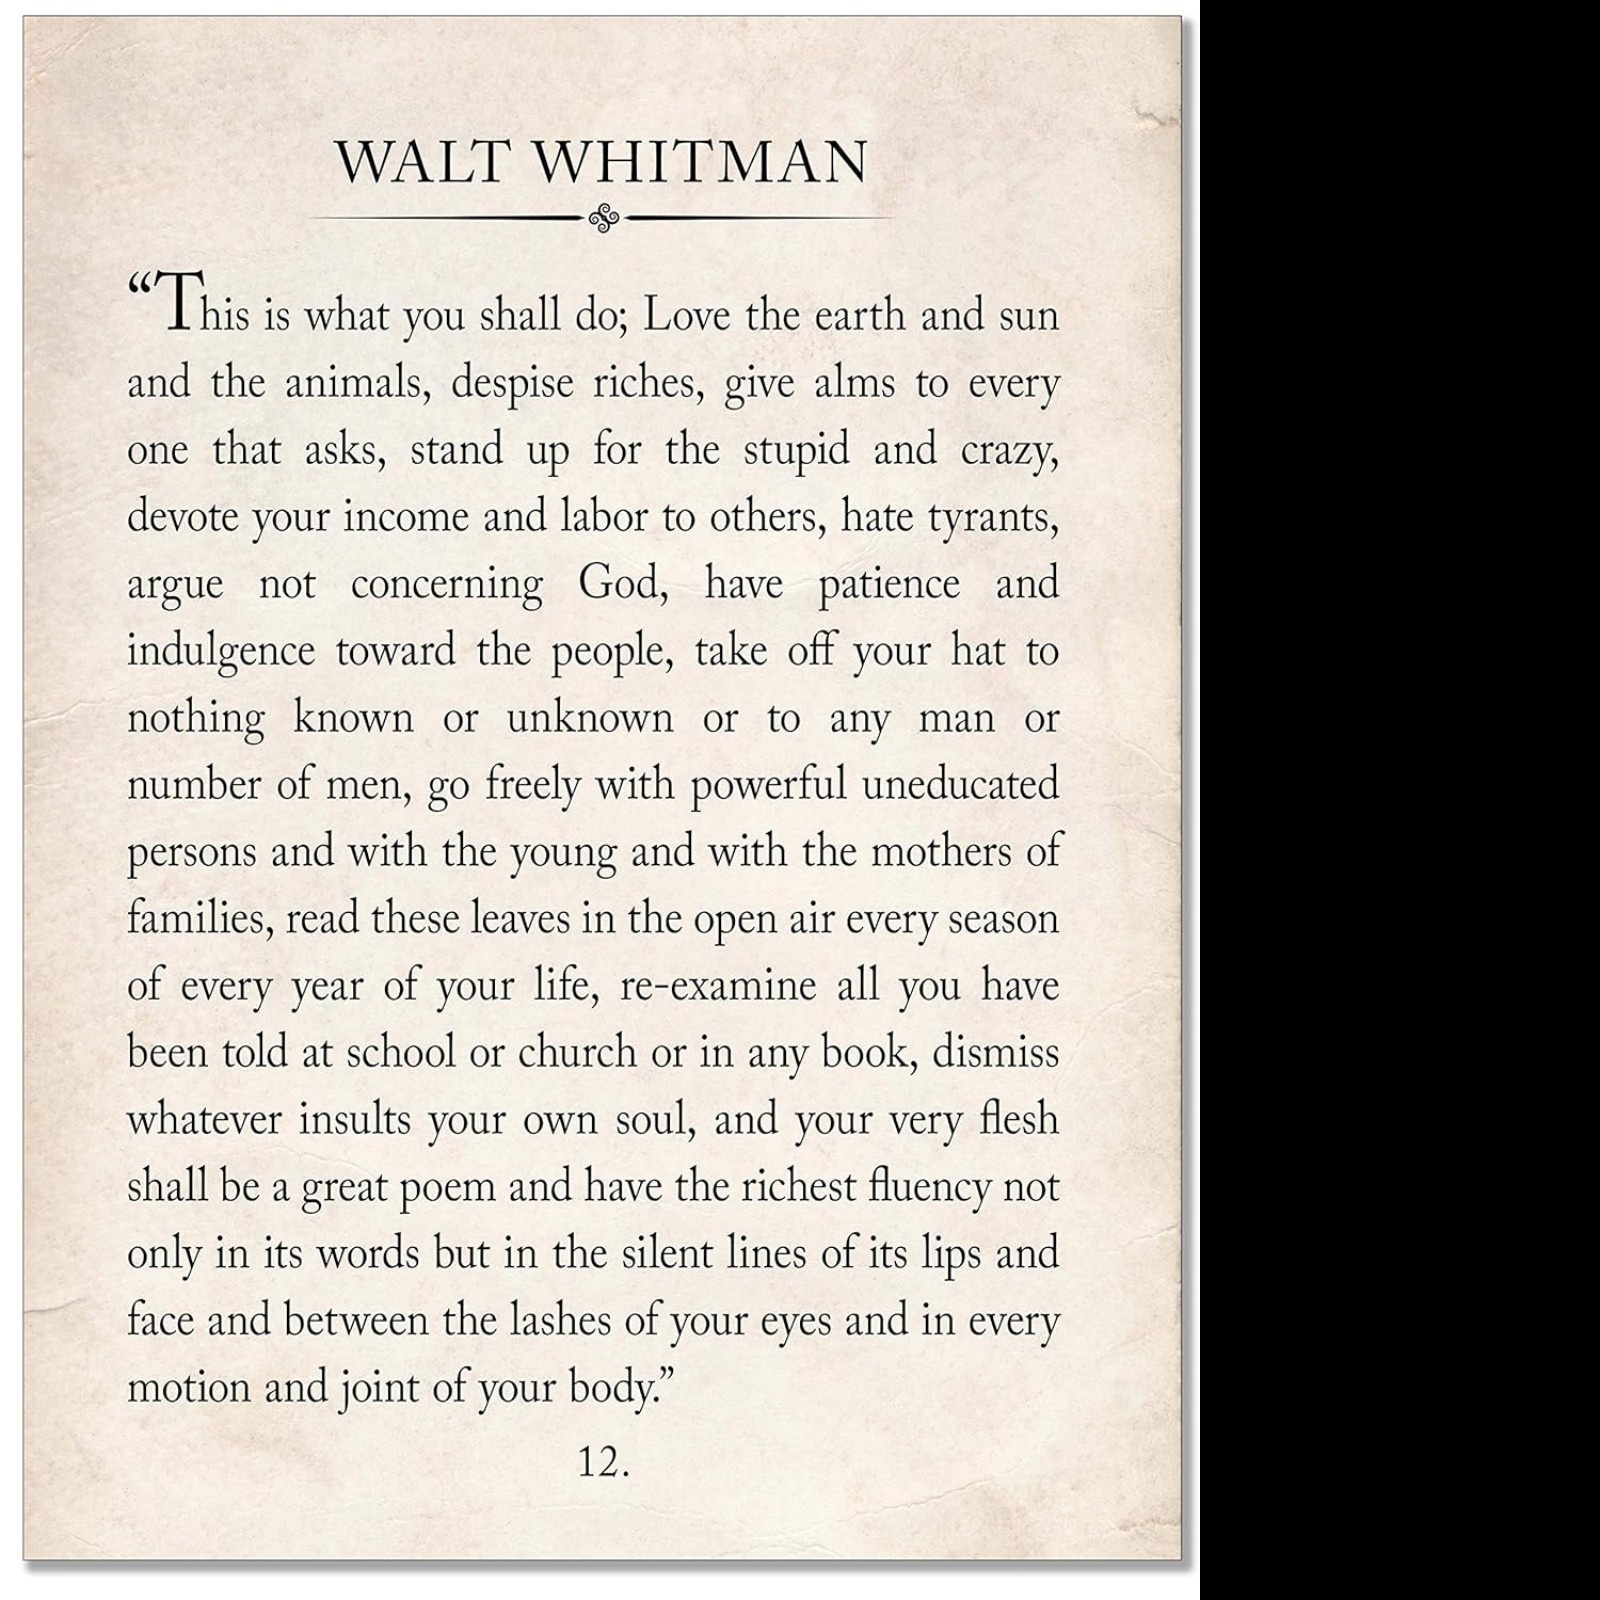 WALT WHITMAN
“This is what you shall do; Love the earth and sun
and the animals, despise riches, give alms to every
one that asks, stand up for the stupid and crazy,
devote your income and labor to others, hate tyrants,
argue not concerning God, have patience and
indulgence toward the people, take off your hat to
nothing known or unknown or to any man or
number of men, go freely with powerful uneducated
persons and with the young and with the mothers of
families, read these leaves in the open air every season
of every year of your life, re-examine all you have
been told at school or church or in any book, dismiss
whatever insults your own soul, and your very flesh
shall be a great poem and have the richest fluency not
only in its words but in the silent lines of its lips and
face and between the lashes of your eyes and in every
motion and joint of your body.”
12.